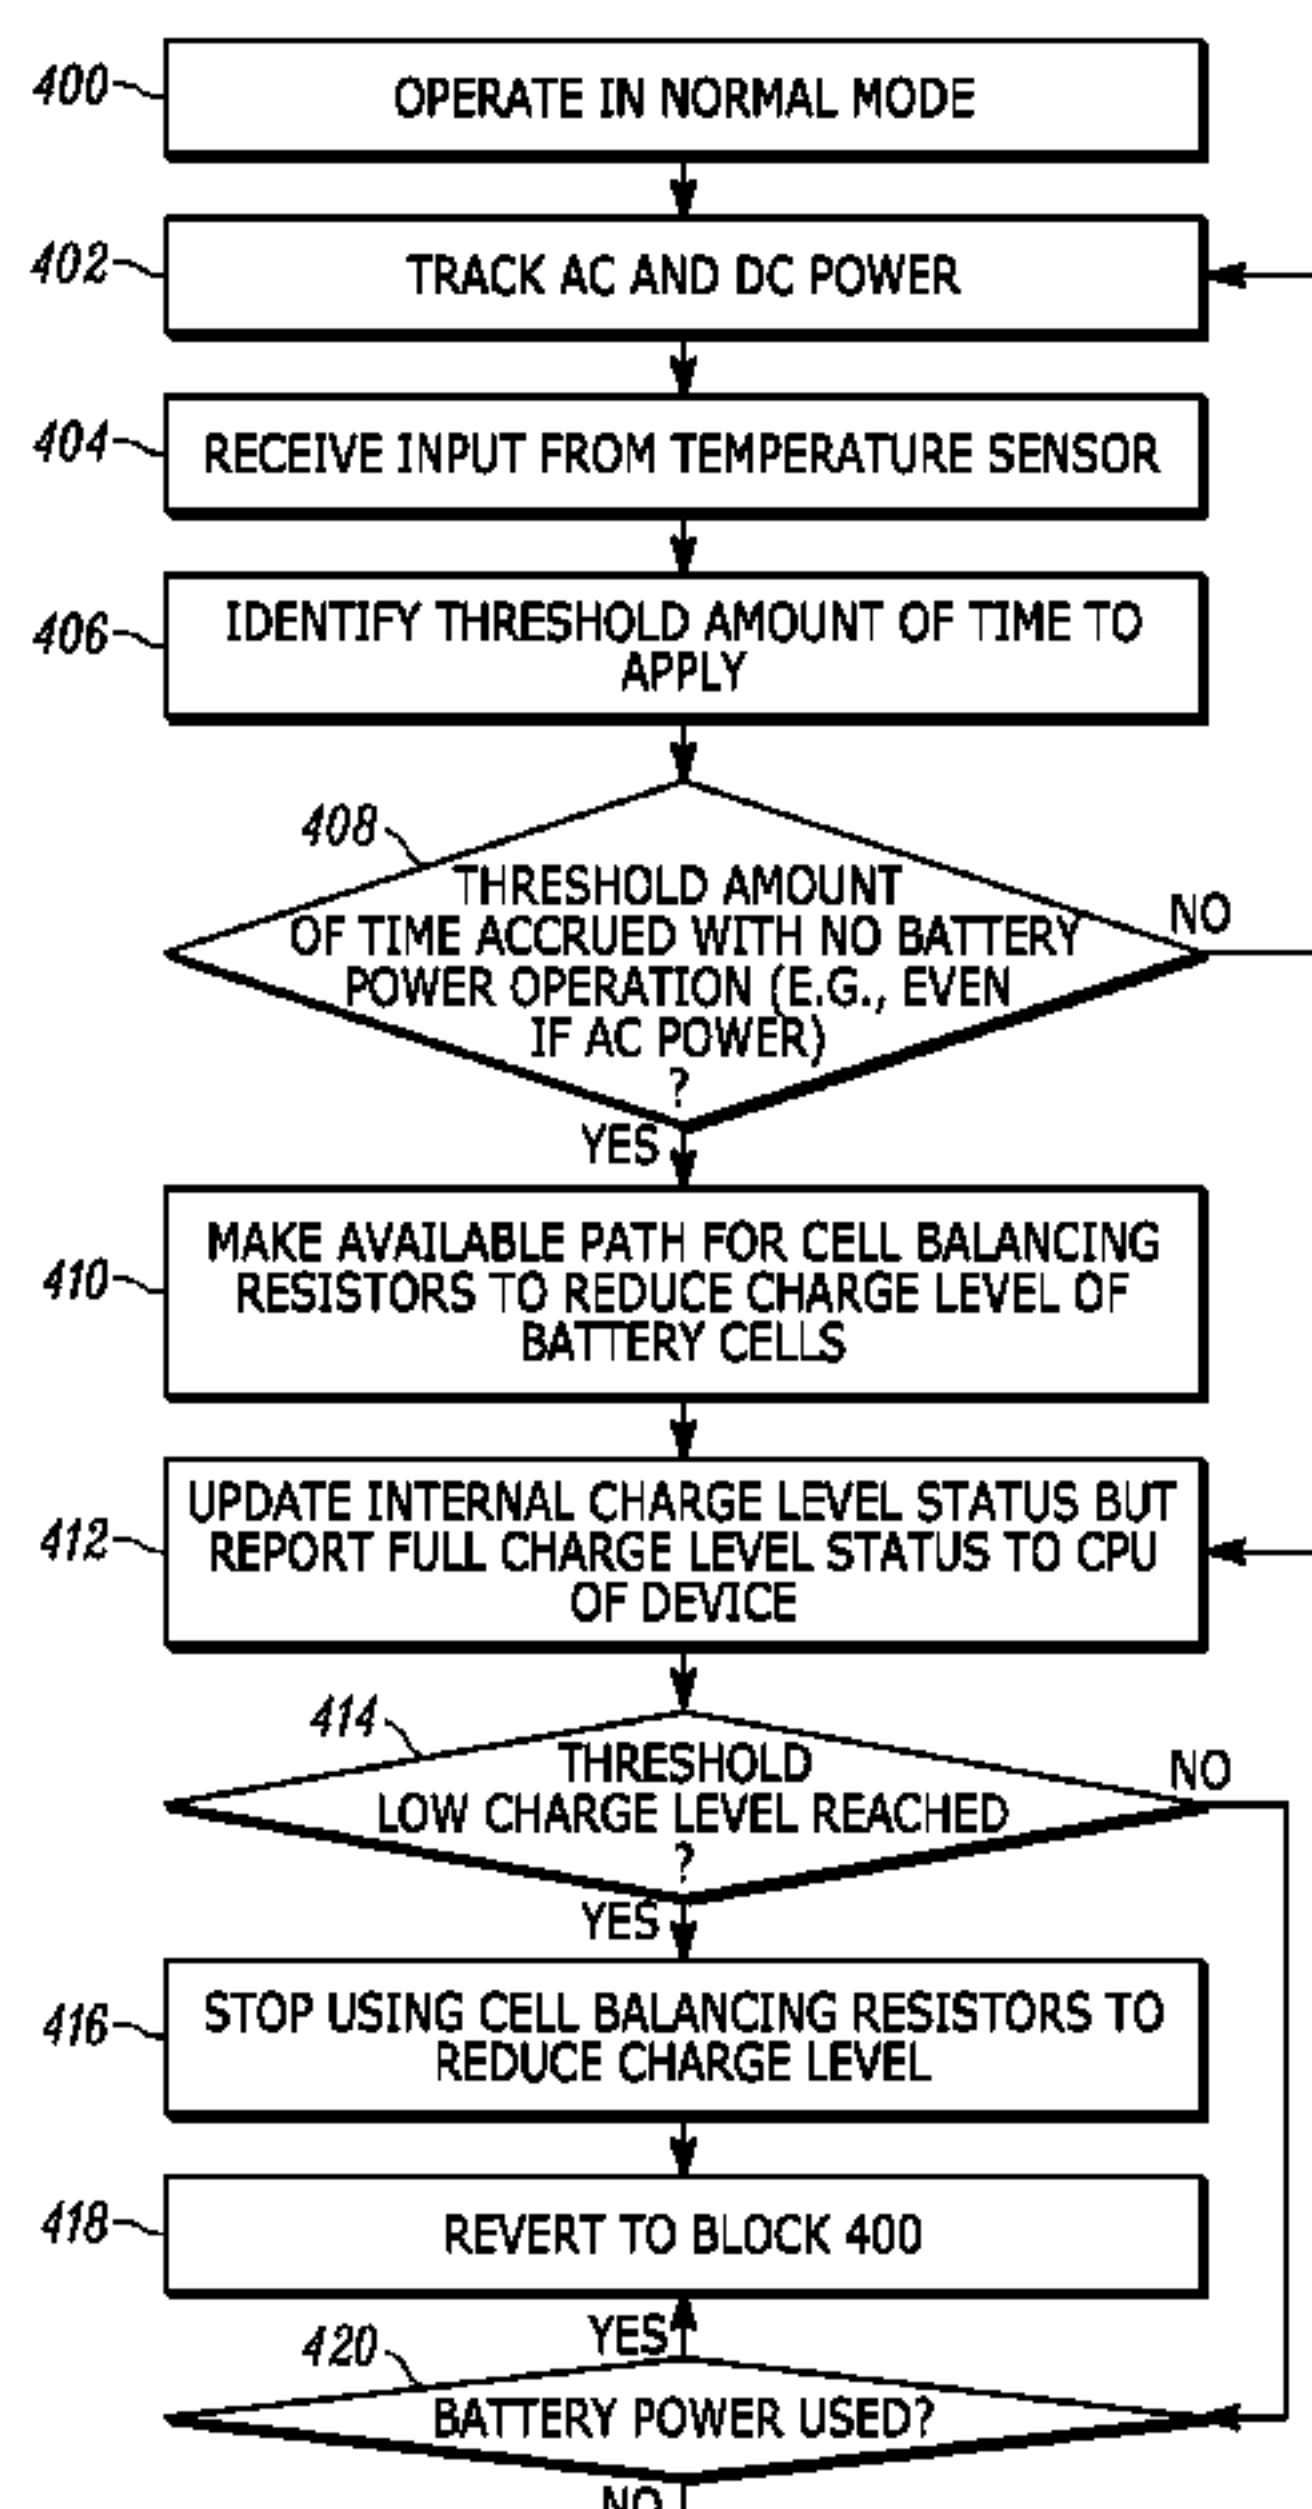 400
OPERATE IN NORMAL MODE
402
TRACK AC AND DC POWER
404
RECEIVE INPUT FROM TEMPERATURE SENSOR
406
IDENTIFY THRESHOLD AMOUNT OF TIME TO
APPLY
408
THRESHOLD AMOUNT
OF TIME ACCRUED WITH NO BATTERY
POWER OPERATION (E.G., EVEN
IF AC POWER)
?
NO
YES
410
MAKE AVAILABLE PATH FOR CELL BALANCING
RESISTORS TO REDUCE CHARGE LEVEL OF
BATTERY CELLS
412
UPDATE INTERNAL CHARGE LEVEL STATUS BUT
REPORT FULL CHARGE LEVEL STATUS TO CPU
OF DEVICE
414
THRESHOLD
LOW CHARGE LEVEL REACHED
?
NO
YES
416
STOP USING CELL BALANCING RESISTORS TO
REDUCE CHARGE LEVEL
418
REVERT TO BLOCK 400
YES
420
BATTERY POWER USED?
NO